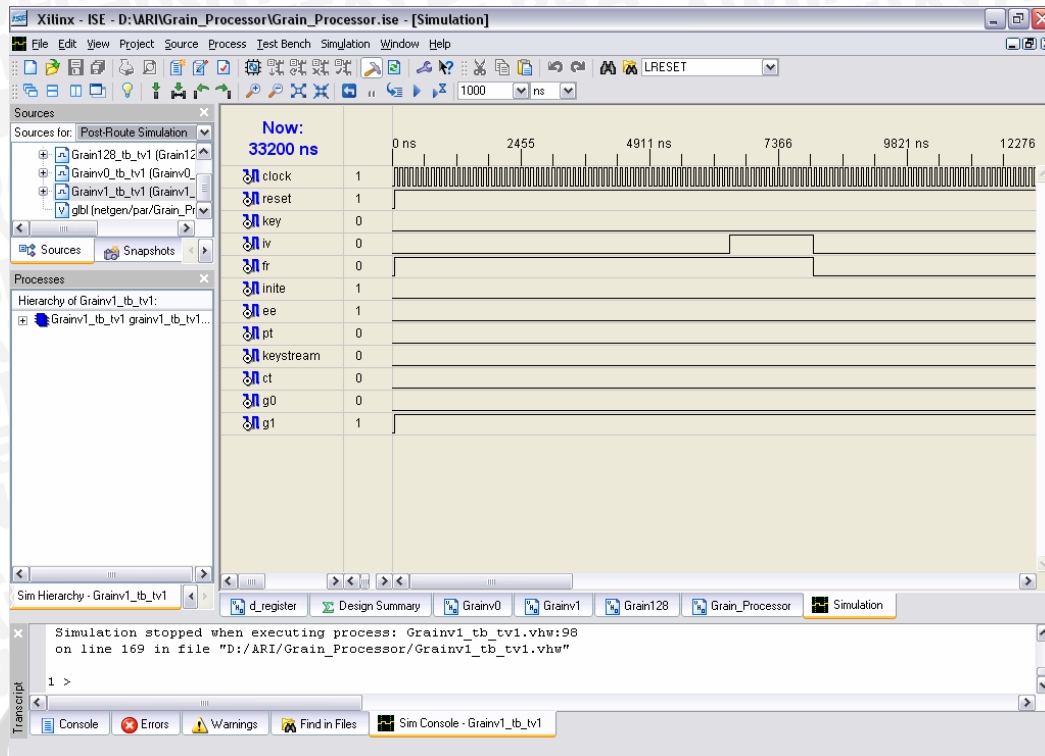 Xilinx - ISE - D:\ARI\Grain_Processor\Grain_Processor.ise - [Simulation]
File Edit View Project Source Process Test Bench Simulation Window Help
LRESET
1000 ns
Sources
Sources for: Post-Route Simulation
Grain128_tb_tv1 (Grain12
Grainv0_tb_tv1 (Grainv0_
Grainv1_tb_tv1 (Grainv1_
glbl (netgen/par/Grain_Pr
Sources Snapshots
Processes
Hierarchy of Grainv1_tb_tv1:
Grainv1_tb_tv1 grainv1_tb_tv1...
Sim Hierarchy - Grainv1_tb_tv1
Now:
33200 ns
0 ns 2455 4911 ns 7366 9821 ns 12276
clock 1
reset 1
key 0
iv 0
fr 0
inite 1
ee 1
pt 0
keystream 0
ct 0
g0 0
g1 1
d_register Design Summary Grainv0 Grainv1 Grain128 Grain_Processor Simulation
Simulation stopped when executing process: Grainv1_tb_tv1.vhw:98
on line 169 in file "D:/ARI/Grain_Processor/Grainv1_tb_tv1.vhw"
1 >
Transcript
Console Errors Warnings Find in Files Sim Console - Grainv1_tb_tv1